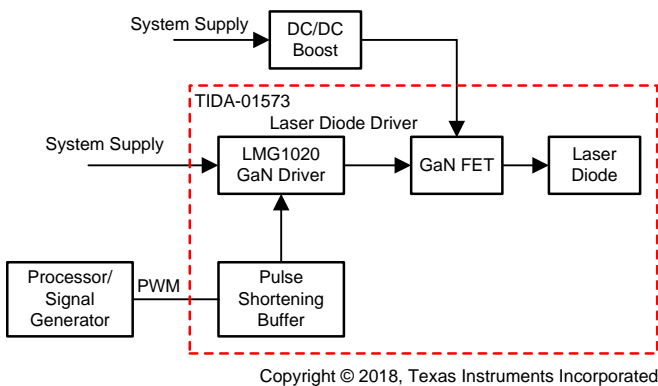 System Supply
DC/DC
Boost
TIDA-01573
Laser Diode Driver
System Supply
LMG1020
GaN Driver
GaN FET
Laser
Diode
Processor/
Signal
Generator
PWM
Pulse
Shortening
Buffer
Copyright © 2018, Texas Instruments Incorporated